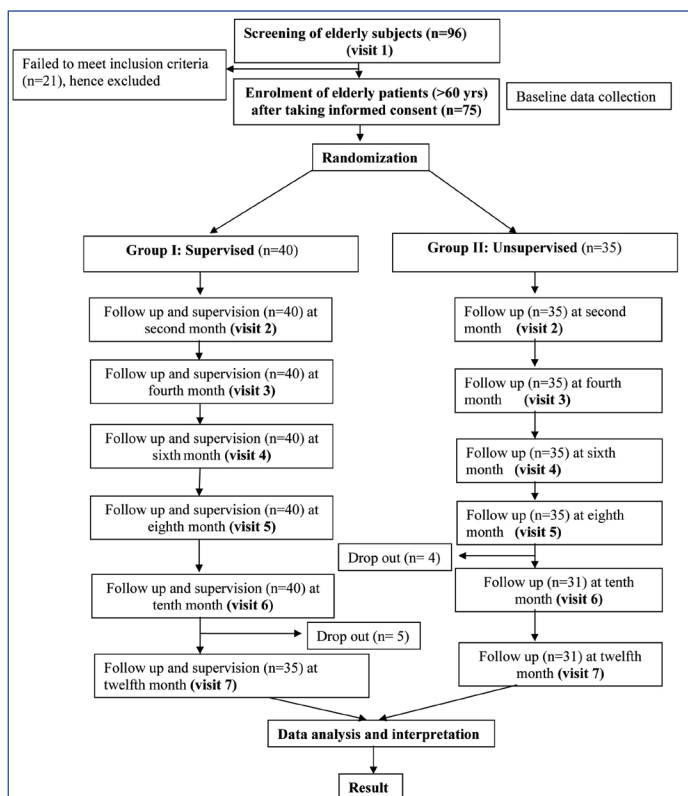 Screening of elderly subjects (n=96)
(visit 1)
Failed to meet inclusion criteria
(n=21), hence excluded
Enrolment of elderly patients (>60 yrs)
after taking informed consent (n=75)
Baseline data collection
Randomization
Group I: Supervised (n=40)
Group II: Unsupervised (n=35)
Follow up and supervision (n=40) at
second month (visit 2)
Follow up (n=35) at second
month (visit 2)
Follow up and supervision (n=40) at
fourth month (visit 3)
Follow up (n=35) at fourth
month (visit 3)
Follow up and supervision (n=40) at
sixth month (visit 4)
Follow up (n=35) at sixth
month (visit 4)
Follow up and supervision (n=40) at
eighth month (visit 5)
Follow up (n=35) at eighth
month (visit 5)
Drop out (n= 4)
Follow up and supervision (n=40) at
tenth month (visit 6)
Follow up (n=31) at tenth
month (visit 6)
Drop out (n= 5)
Follow up and supervision (n=35) at
twelfth month (visit 7)
Follow up (n=31) at twelfth
month (visit 7)
Data analysis and interpretation
Result